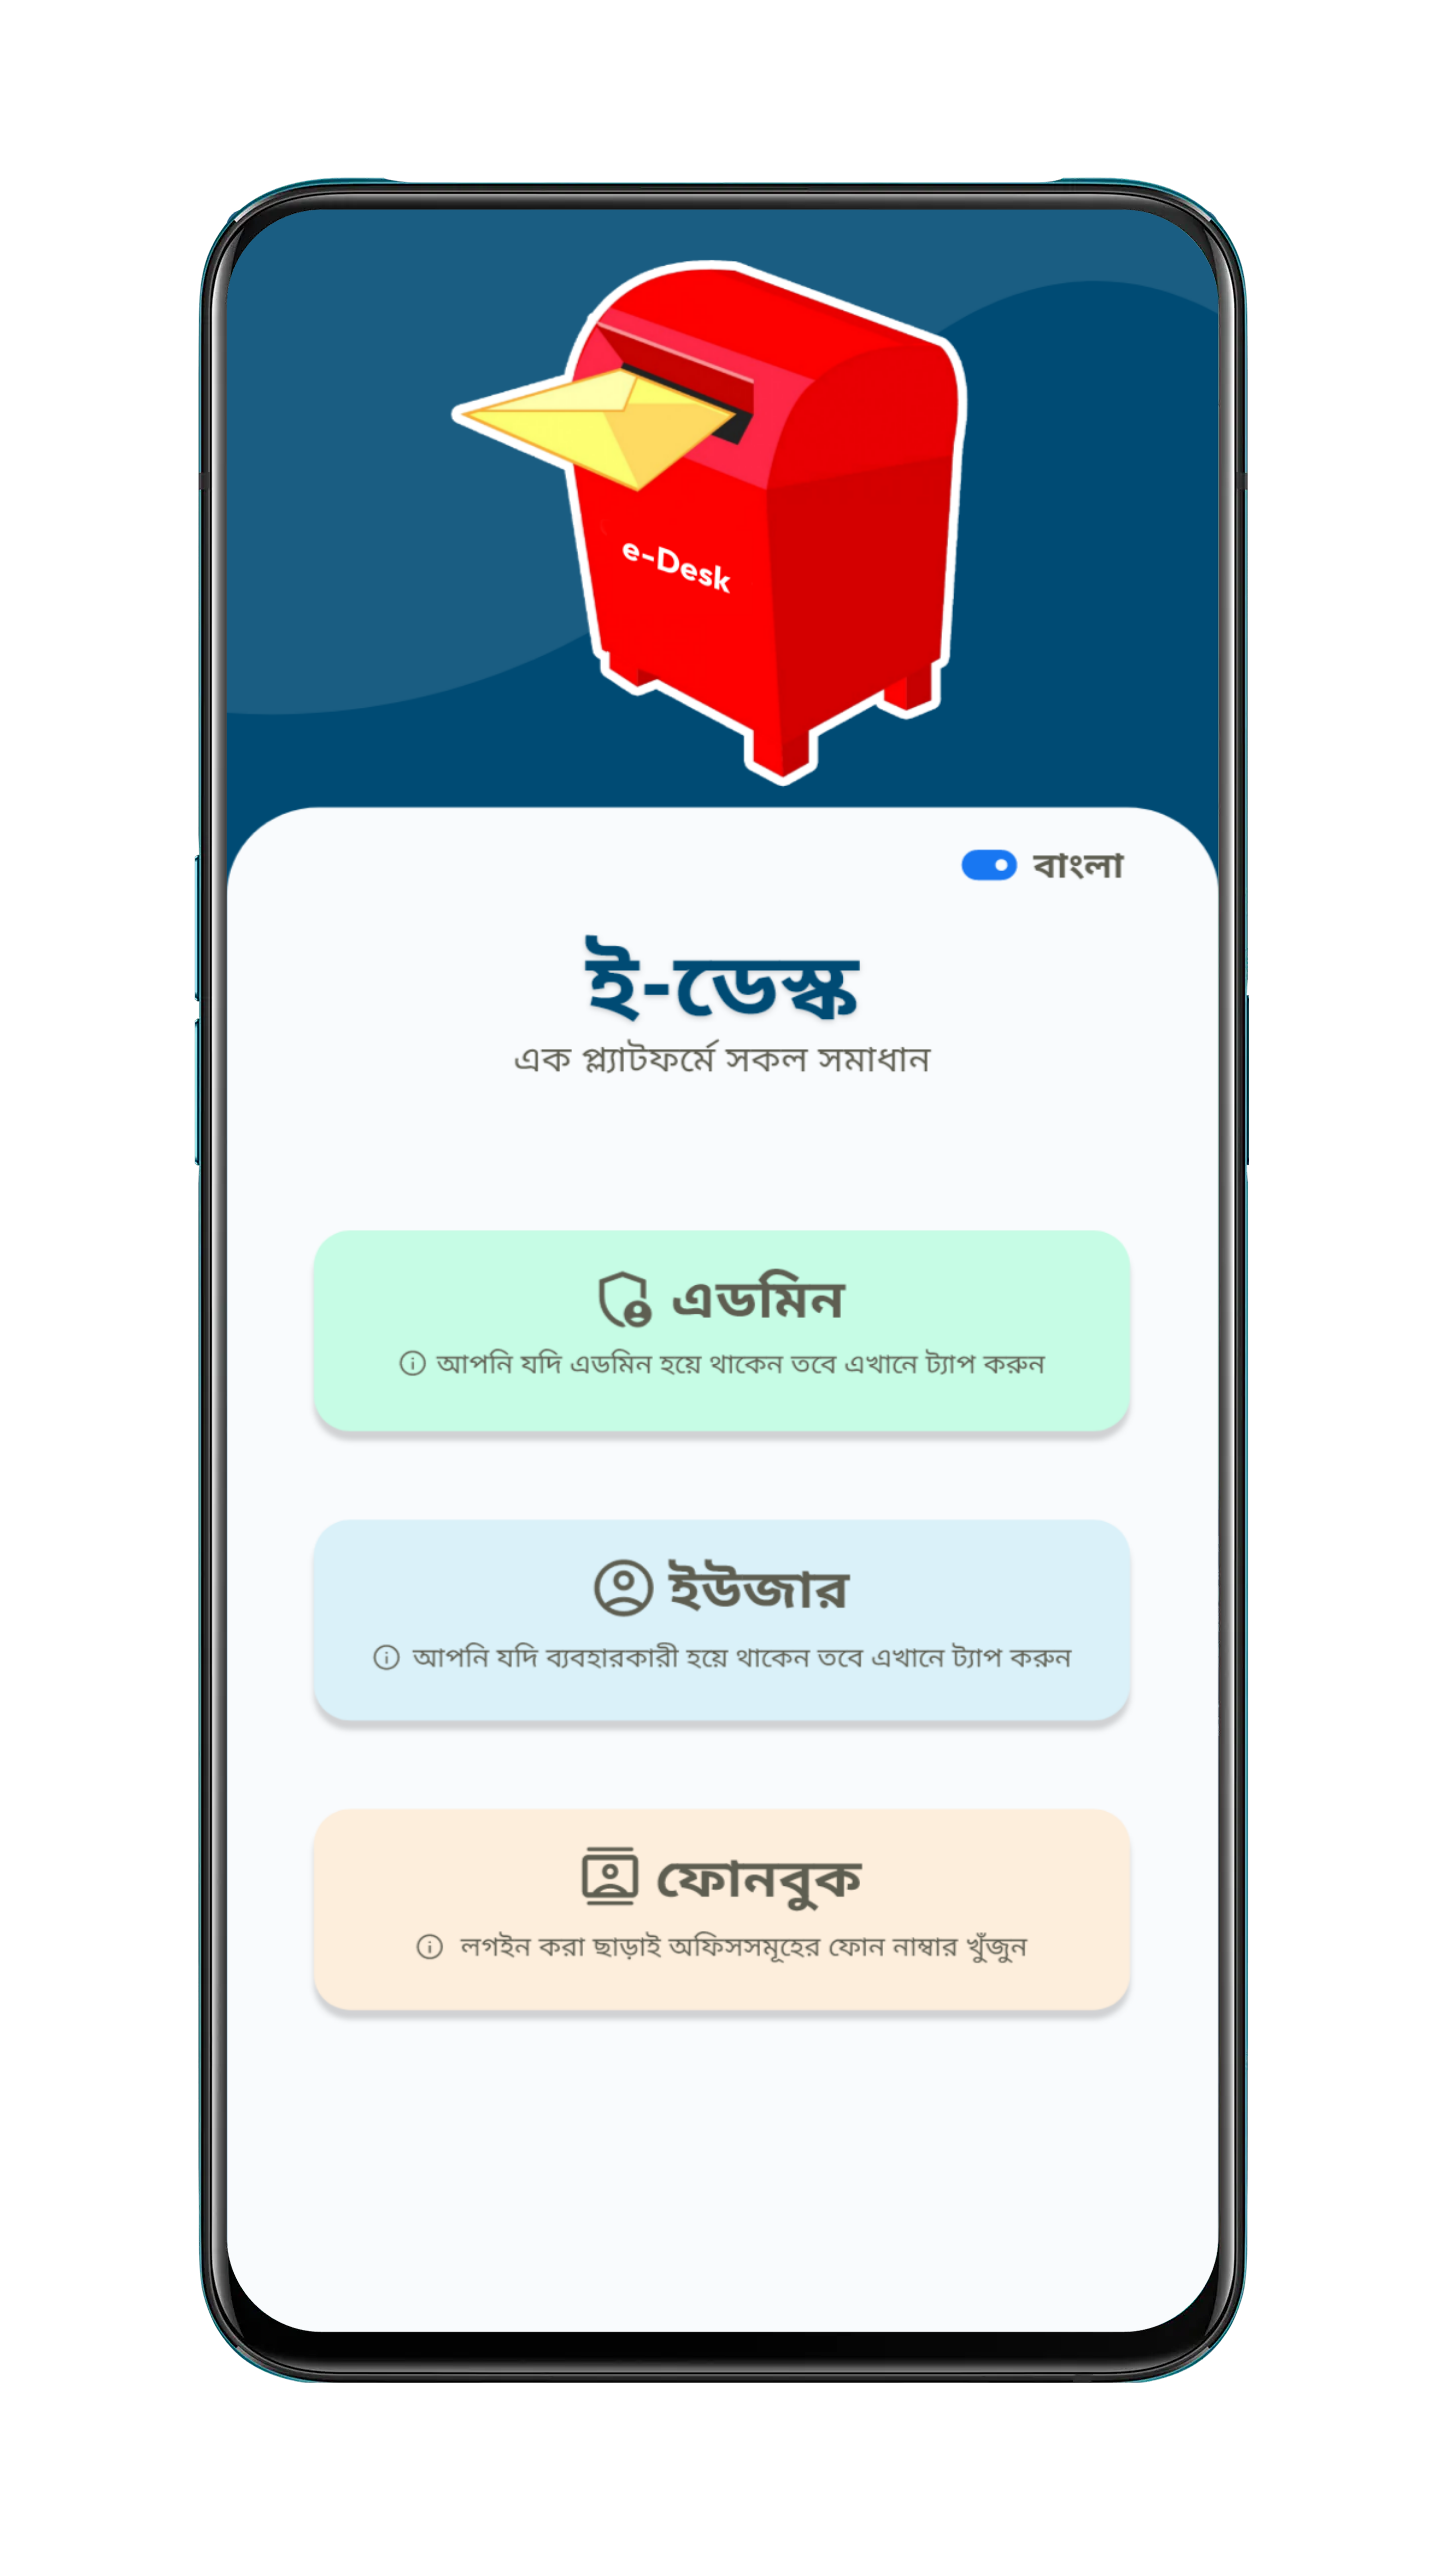 e-Desk
বাংলা
ই-ডেস্ক
এক প্ল্যাটফর্মে সকল সমাধান
এডমিন
আপনি যদি এডমিন হয়ে থাকেন তবে এখানে ট্যাপ করুন
ইউজার
আপনি যদি ব্যবহারকারী হয়ে থাকেন তবে এখানে ট্যাপ করুন
ফোনবুক
লগইন করা ছাড়াই অফিসসমূহের ফোন নাম্বার খুঁজুন